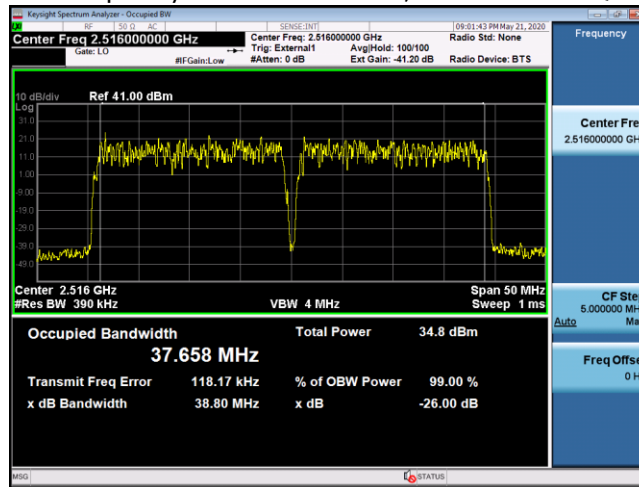 Keysight Spectrum Analyzer - Occupied BW
RF 50 Ω AC SENSE:INT 09:01:43 PM May 21, 2020
Center Freq 2.516000000 GHz Center Freq: 2.516000000 GHz Radio Std: None Frequency
Gate: LO Trig: External1 Avg|Hold: 100/100
#IFGain:Low #Atten: 0 dB Ext Gain: -41.20 dB Radio Device: BTS
10 dB/div Ref 41.00 dBm
Log
31.0
21.0
11.0
1.00
-9.00
-19.0
-29.0
-39.0
-49.0
Center Fre
2.516000000 GH
Center 2.516 GHz Span 50 MHz
#Res BW 390 kHz VBW 4 MHz Sweep 1 ms
CF Ste
5.000000 MH
Auto Ma
Occupied Bandwidth Total Power 34.8 dBm
37.658 MHz
Freq Offse
0 H
Transmit Freq Error 118.17 kHz % of OBW Power 99.00 %
x dB Bandwidth 38.80 MHz x dB -26.00 dB
MSG STATUS